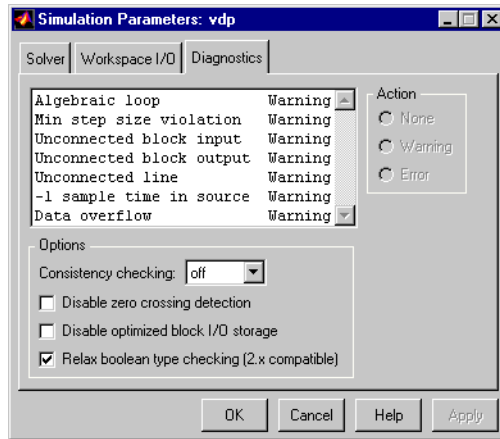 Simulation Parameters: vdp
Solver Workspace I/O Diagnostics
Algebraic loop Warning
Min step size violation Warning
Unconnected block input Warning
Unconnected block output Warning
Unconnected line Warning
-1 sample time in source Warning
Data overflow Warning
Action
None
Warning
Error
Options
Consistency checking: off
Disable zero crossing detection
Disable optimized block I/O storage
Relax boolean type checking (2.x compatible)
OK Cancel Help Apply